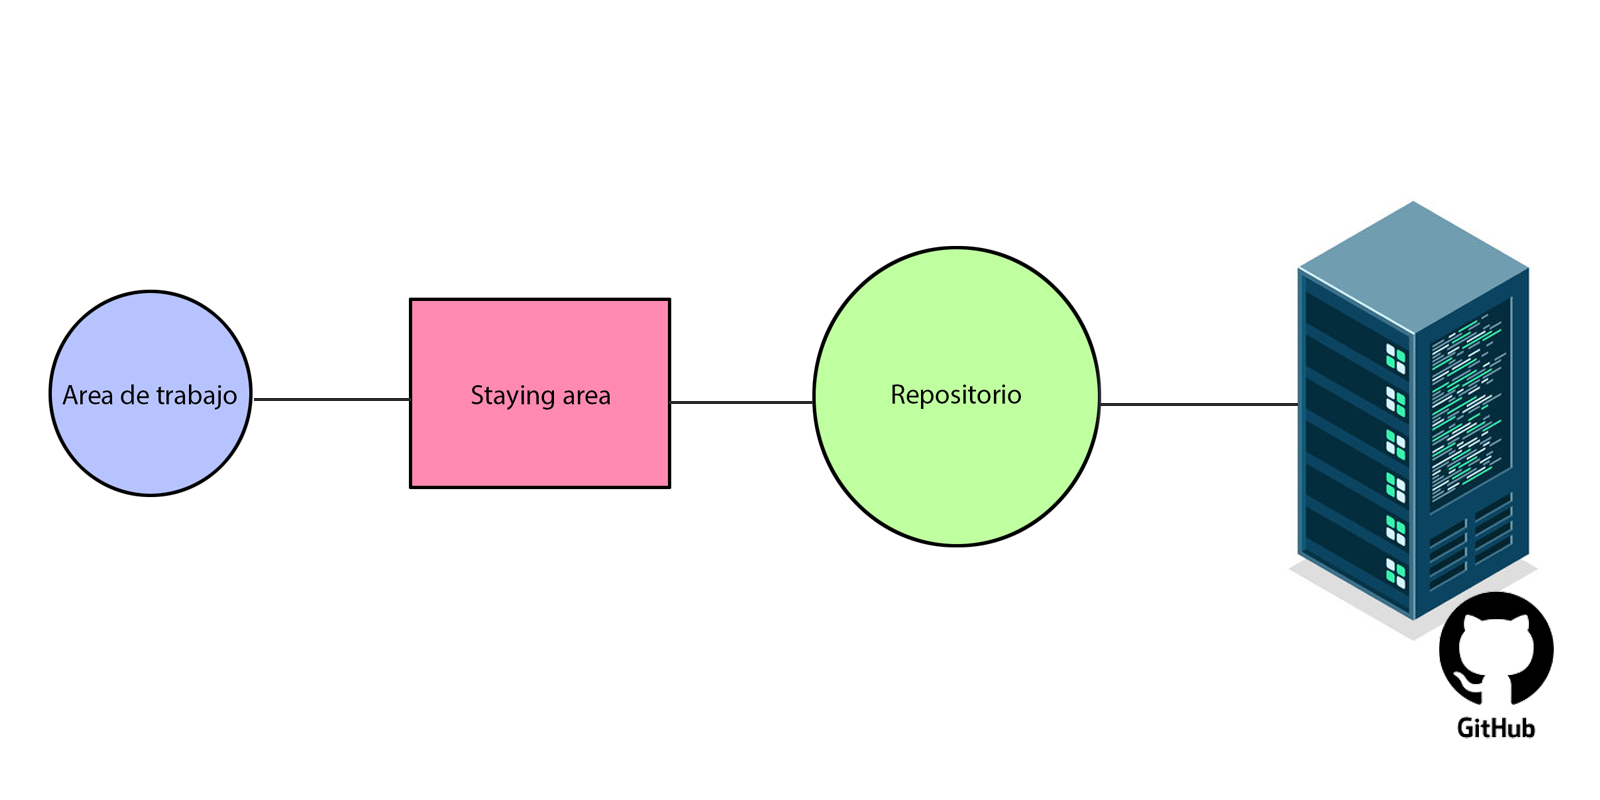 Area de trabajo
Staying area
Repositorio
GitHub